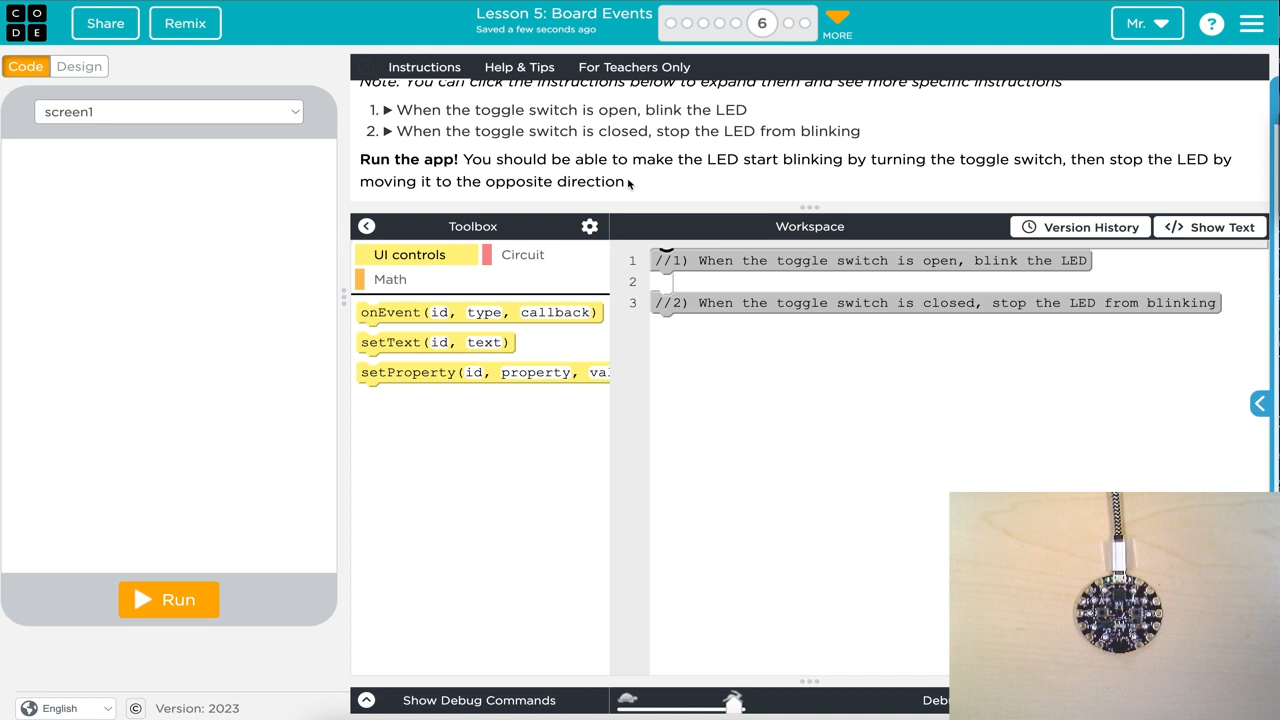 C O
D E
Share
Remix
Lesson 5: Board Events
Saved a few seconds ago
6
MORE
Mr.
?
Code
Design
Instructions
Help & Tips
For Teachers Only
screen1
Note: You can click the instructions below to expand them and see more specific instructions
1. ▶ When the toggle switch is open, blink the LED
2. ▶ When the toggle switch is closed, stop the LED from blinking
Run the app! You should be able to make the LED start blinking by turning the toggle switch, then stop the LED by
moving it to the opposite direction
Toolbox
Workspace
Version History
</> Show Text
UI controls
Circuit
Math
onEvent(id, type, callback)
setText(id, text)
setProperty(id, property, val
1 //1) When the toggle switch is open, blink the LED
2
3 //2) When the toggle switch is closed, stop the LED from blinking
Run
English
©
Version: 2023
Show Debug Commands
Debu